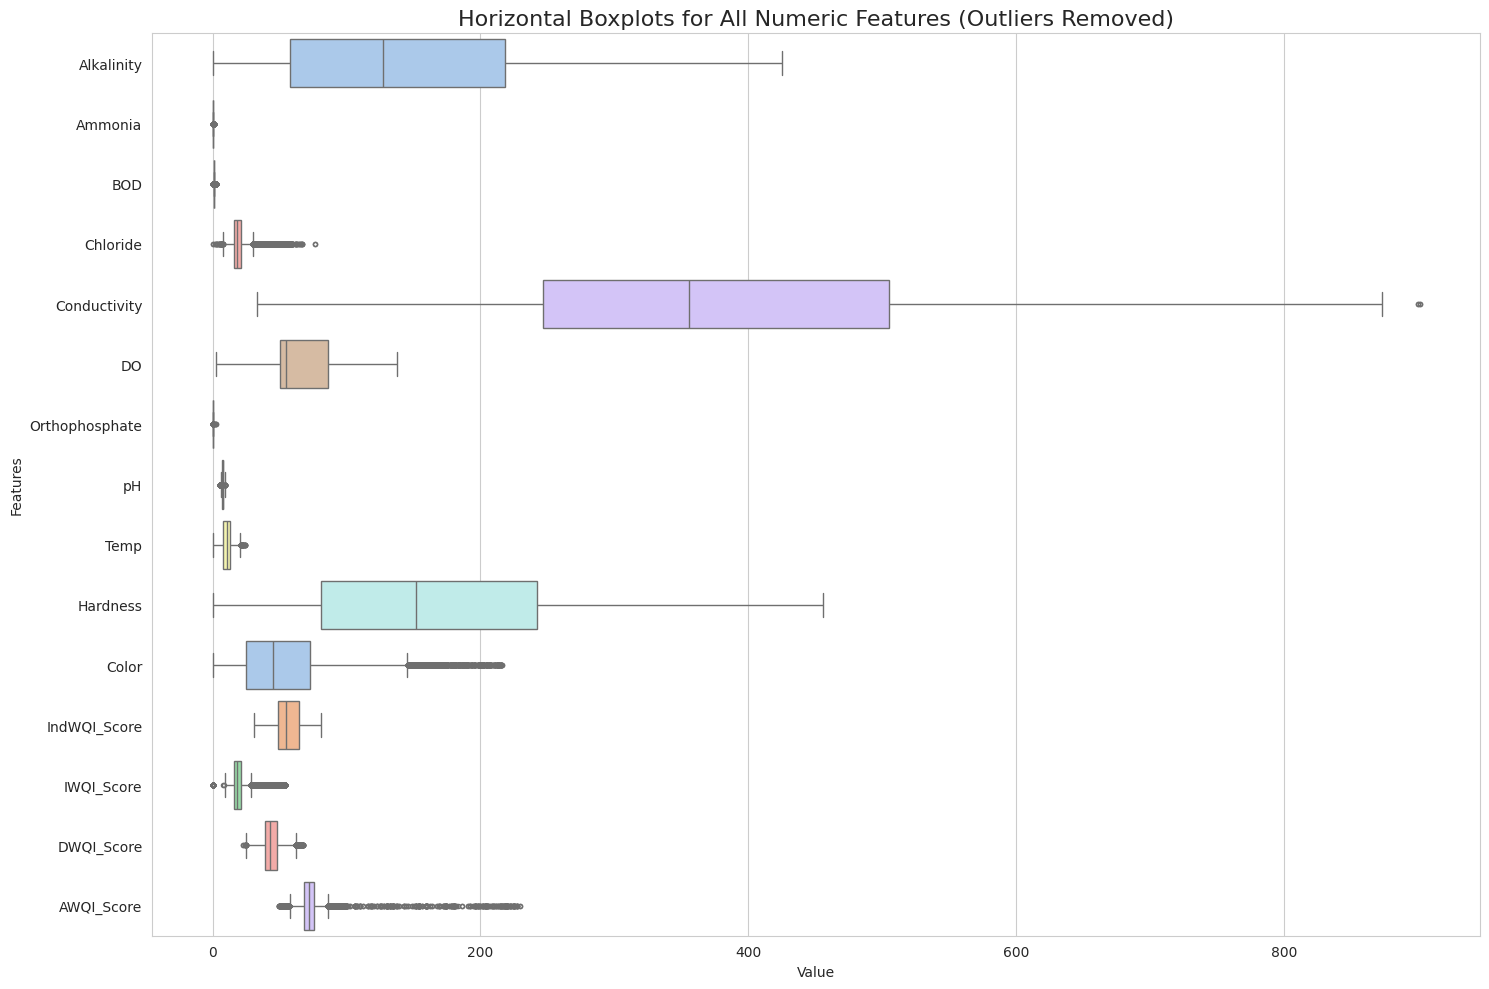 Horizontal Boxplots for All Numeric Features (Outliers Removed)
Features
Alkalinity
Ammonia
BOD
Chloride
Conductivity
DO
Orthophosphate
pH
Temp
Hardness
Color
IndWQI_Score
IWQI_Score
DWQI_Score
AWQI_Score
0 200 400 600 800
Value